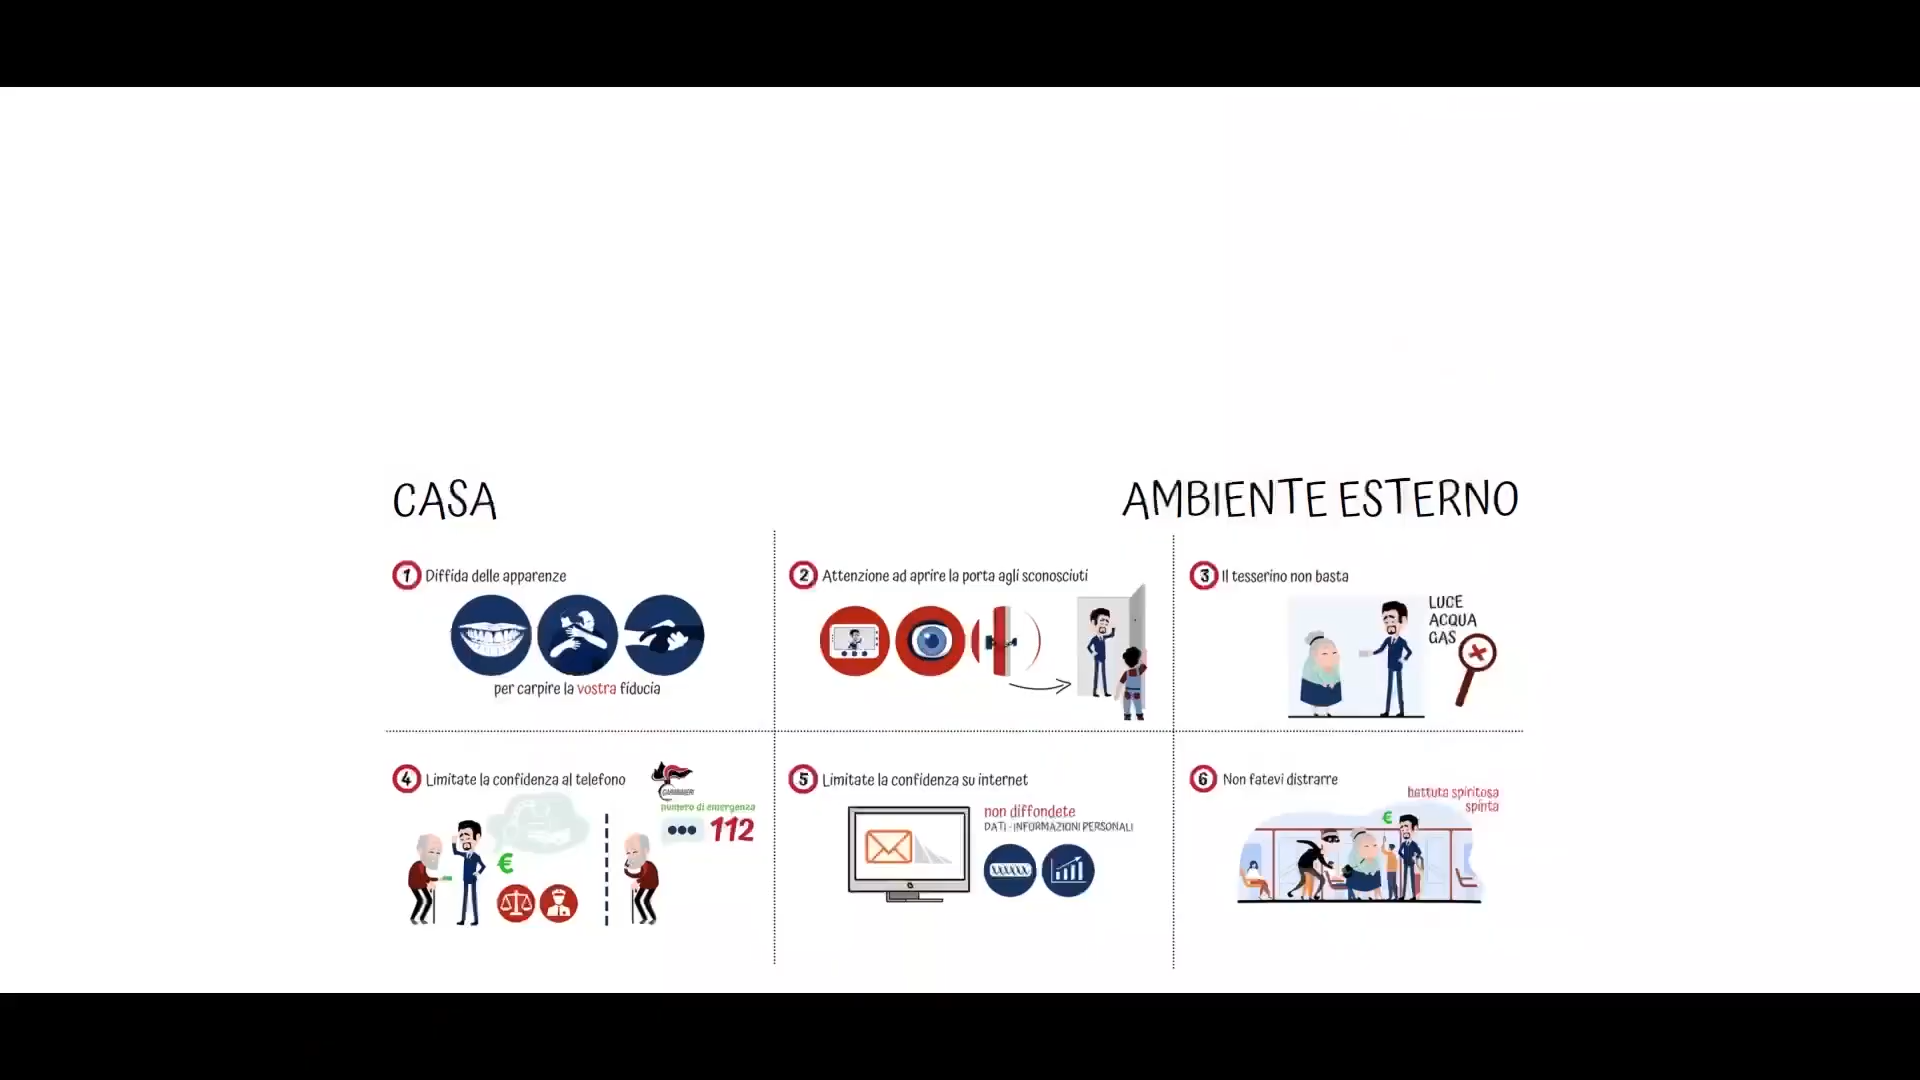 CASA
AMBIENTE ESTERNO
1 Diffida delle apparenze
per carpire la vostra fiducia
2 Attenzione ad aprire la porta agli sconosciuti
3 Il tesserino non basta
LUCE
ACQUA
GAS
4 Limitate la confidenza al telefono
CARABINIERI
numero di emergenza
112
€
5 Limitate la confidenza su internet
non diffondete
DATI - INFORMAZIONI PERSONALI
6 Non fatevi distrarre
battuta spiritosa
spinta
€